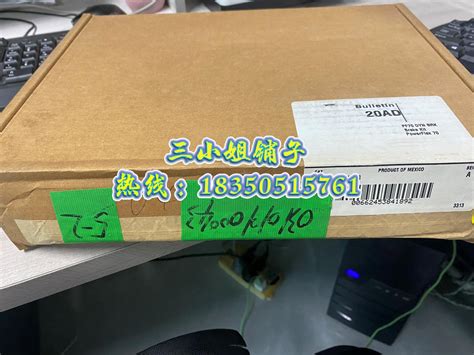 Bulletin
20AD
PF70 DYN BRK
Brake Kit
PowerFlex 70
三小姐铺子
PRODUCT OF MEXICO
A
热线：18350515761
00662453841892
3313
5-2